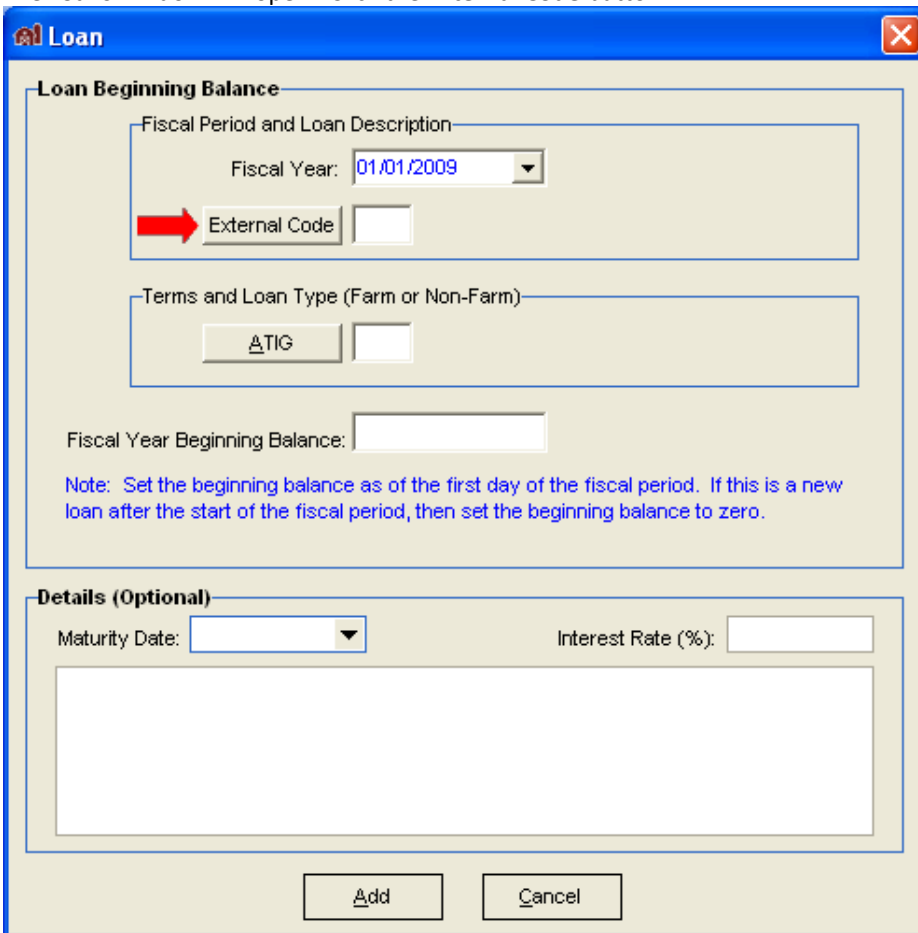 Loan
Loan Beginning Balance
Fiscal Period and Loan Description
Fiscal Year: 01/01/2009
External Code
Terms and Loan Type (Farm or Non-Farm)
ATIG
Fiscal Year Beginning Balance:
Note: Set the beginning balance as of the first day of the fiscal period. If this is a new
loan after the start of the fiscal period, then set the beginning balance to zero.
Details (Optional)
Maturity Date: Interest Rate (%):
Add Cancel